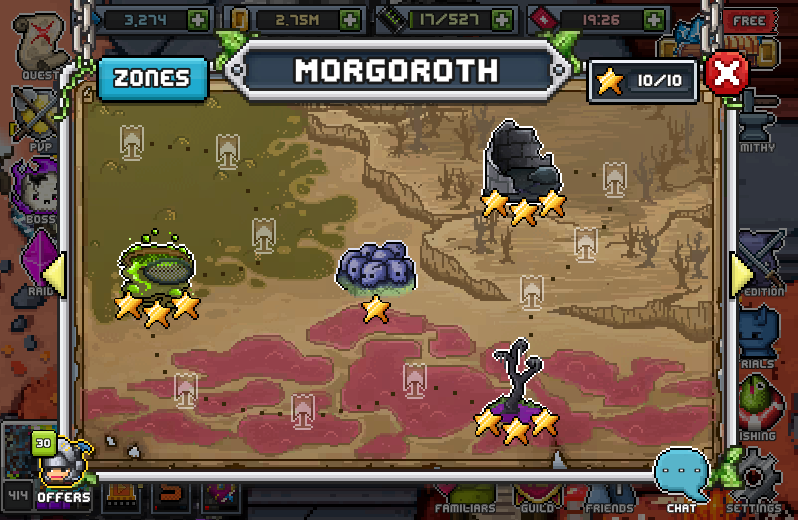 3,274
2.75M
17/527
19:26
FREE
QUEST
ZONES
MORGOROTH
10/10
PVP
MITHY
BOSS
RAID
EDITION
RIALS
ISHING
30
414
OFFERS
FAMILIARS
GUILD
FRIENDS
CHAT
SETTINGS